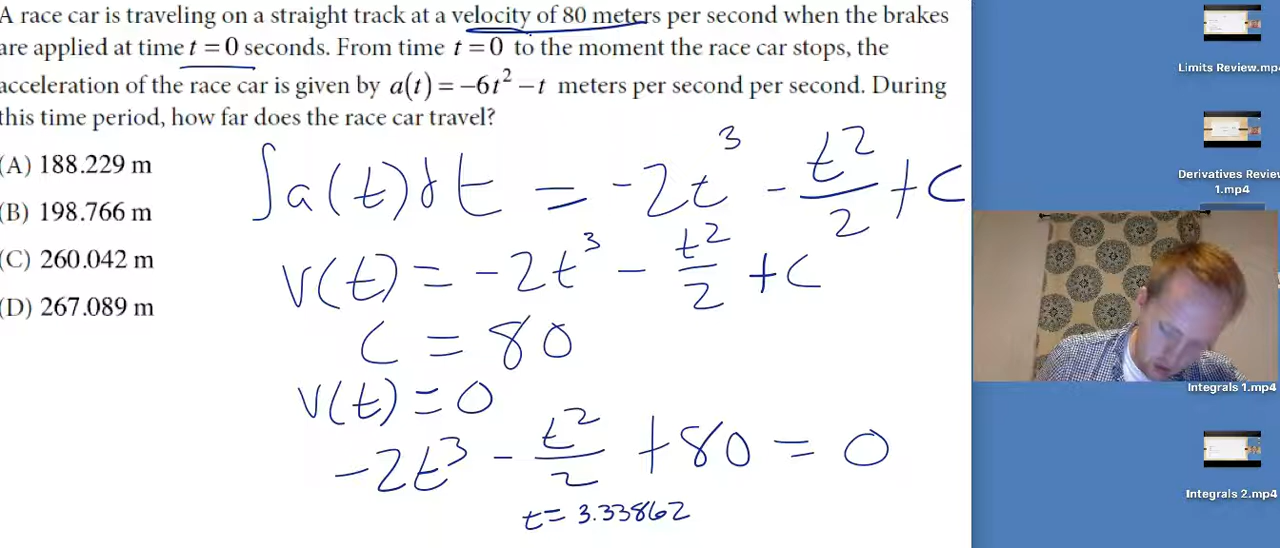 A race car is traveling on a straight track at a velocity of 80 meters per second when the brakes
are applied at time t = 0 seconds. From time t = 0 to the moment the race car stops, the
acceleration of the race car is given by a(t) = −6t² − t meters per second per second. During
this time period, how far does the race car travel?
(A) 188.229 m
(B) 198.766 m
(C) 260.042 m
(D) 267.089 m
∫a(t)dt = -2t³ - t²/2 + C
v(t) = -2t³ - t²/2 + C
C = 80
v(t) = 0
-2t³ - t²/2 + 80 = 0
t = 3.33862
Limits Review.mp
Derivatives Review
1.mp4
Integrals 1.mp4
Integrals 2.mp4